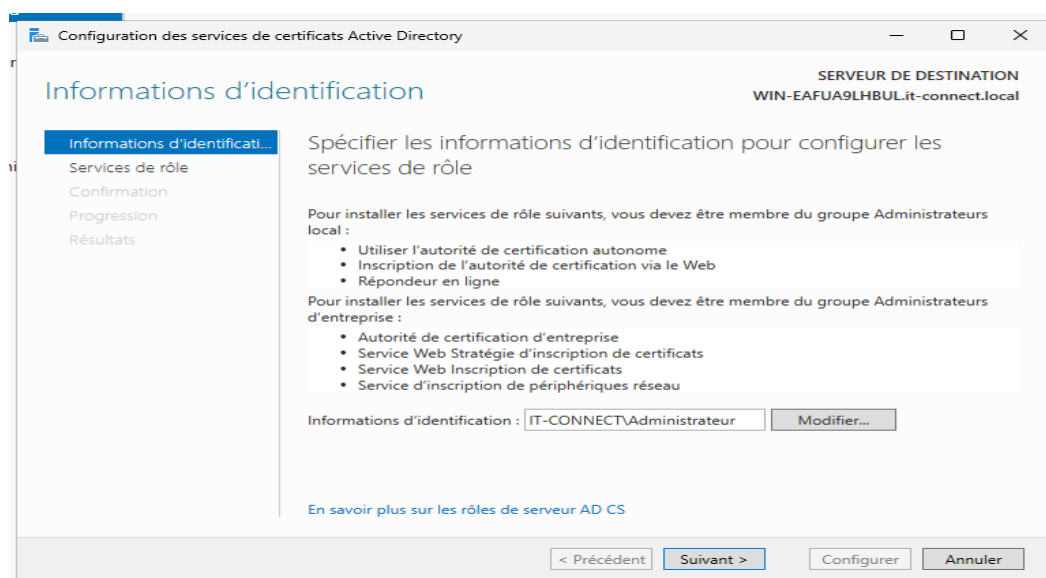 Configuration des services de certificats Active Directory
Informations d'identification
SERVEUR DE DESTINATION
WIN-EAFUA9LHBUL.it-connect.local
Informations d'identificati...
Services de rôle
Confirmation
Progression
Résultats
Spécifier les informations d'identification pour configurer les
services de rôle
Pour installer les services de rôle suivants, vous devez être membre du groupe Administrateurs
local :
• Utiliser l'autorité de certification autonome
• Inscription de l'autorité de certification via le Web
• Répondeur en ligne
Pour installer les services de rôle suivants, vous devez être membre du groupe Administrateurs
d'entreprise :
• Autorité de certification d'entreprise
• Service Web Stratégie d'inscription de certificats
• Service Web Inscription de certificats
• Service d'inscription de périphériques réseau
Informations d'identification : IT-CONNECT\Administrateur Modifier...
En savoir plus sur les rôles de serveur AD CS
< Précédent Suivant > Configurer Annuler